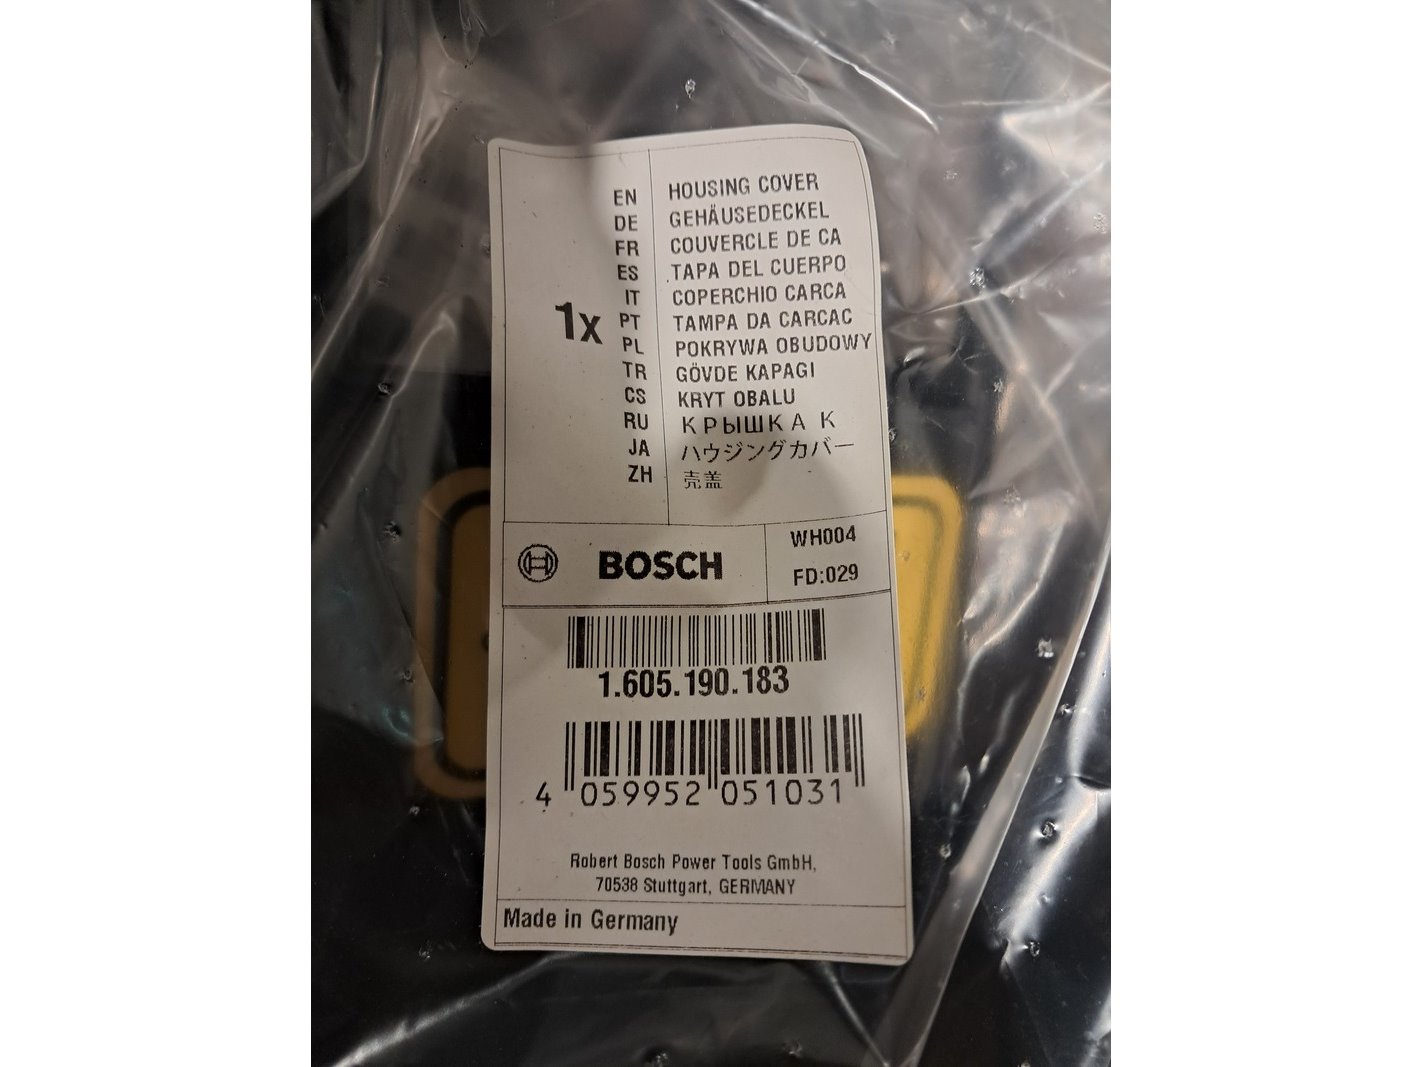 1x
EN HOUSING COVER
DE GEHÄUSEDECKEL
FR COUVERCLE DE CA
ES TAPA DEL CUERPO
IT COPERCHIO CARCA
PT TAMPA DA CARCAC
PL POKRYWA OBUDOWY
TR GÖVDE KAPAGI
CS KRYT OBALU
RU КРЫШКА К
JA ハウジングカバー
ZH 壳盖
BOSCH
WH004
FD:029
1.605.190.183
4 059952 051031
Robert Bosch Power Tools GmbH,
70538 Stuttgart, GERMANY
Made in Germany